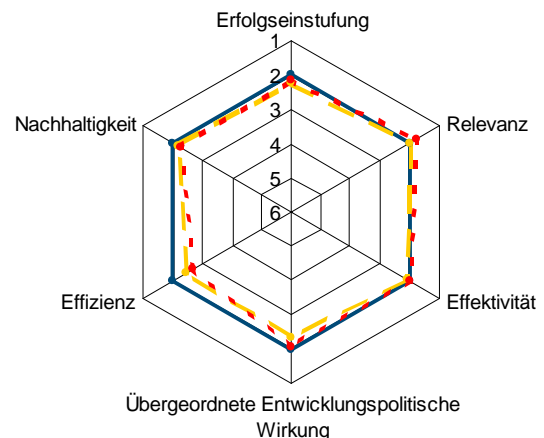 Erfolgseinstufung
1
2
3
4
5
6
Nachhaltigkeit
Relevanz
Effizienz
Effektivität
Übergeordnete Entwicklungspolitische
Wirkung